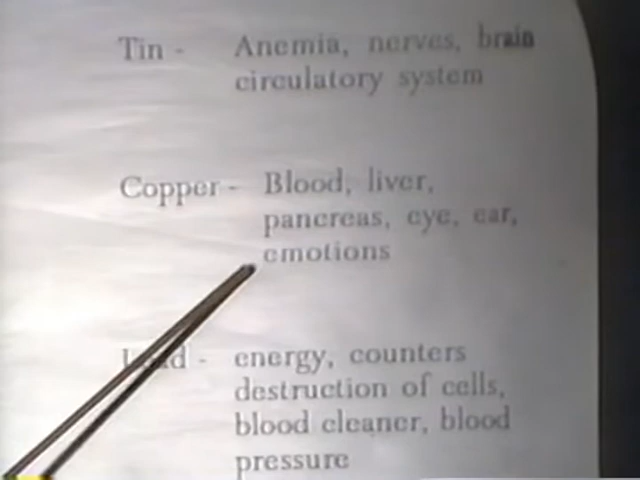 Tin - Anemia, nerves, brain
circulatory system
Copper - Blood, liver,
pancreas, eye, ear,
emotions
energy, counters
destruction of cells,
blood cleaner, blood
pressure